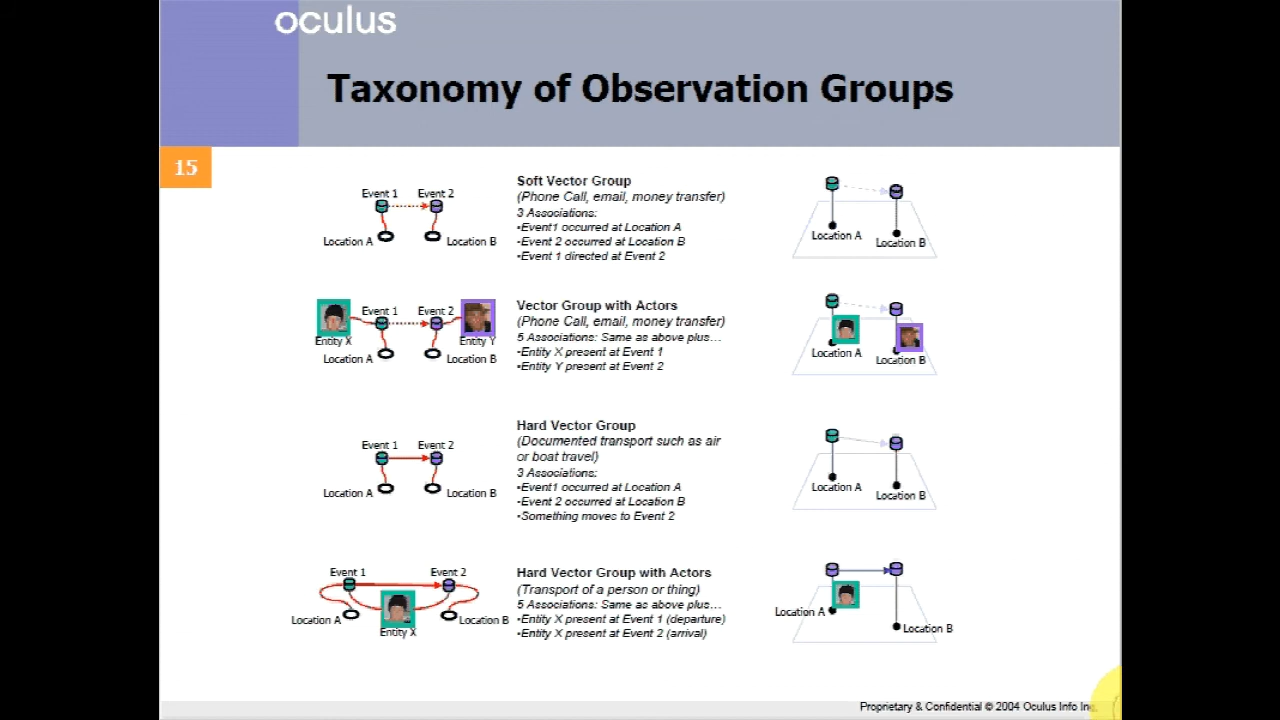 oculus
Taxonomy of Observation Groups
15
Event 1 Event 2
Location A Location B
Soft Vector Group
(Phone Call, email, money transfer)
3 Associations:
•Event1 occurred at Location A
•Event 2 occurred at Location B
•Event 1 directed at Event 2
Location A
Location B
Event 1 Event 2
Entity X Entity Y
Location A Location B
Vector Group with Actors
(Phone Call, email, money transfer)
5 Associations: Same as above plus…
•Entity X present at Event 1
•Entity Y present at Event 2
Location A
Location B
Event 1 Event 2
Location A Location B
Hard Vector Group
(Documented transport such as air
or boat travel)
3 Associations:
•Event1 occurred at Location A
•Event 2 occurred at Location B
•Something moves to Event 2
Location A
Location B
Event 1 Event 2
Location A Location B
Entity X
Hard Vector Group with Actors
(Transport of a person or thing)
5 Associations: Same as above plus…
•Entity X present at Event 1 (departure)
•Entity X present at Event 2 (arrival)
Location A
Location B
Proprietary & Confidential © 2004 Oculus Info Inc.